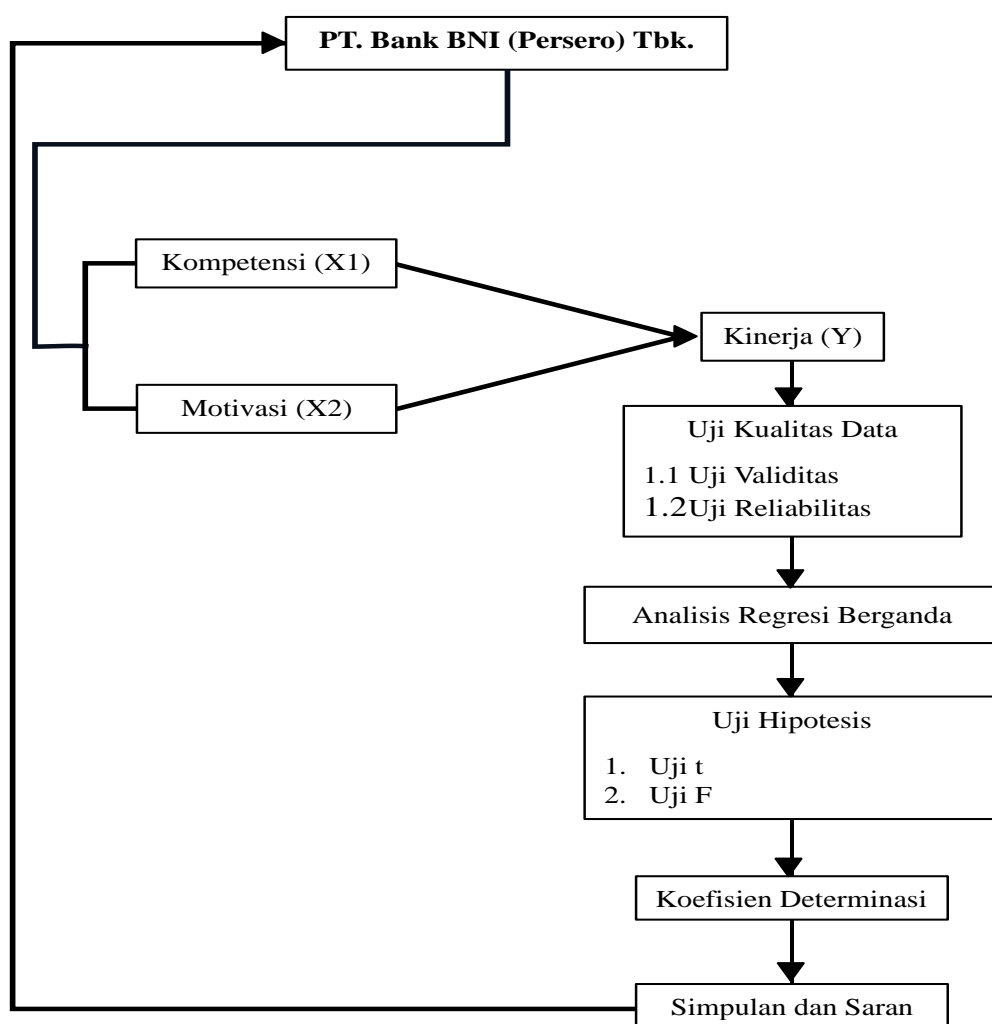 PT. Bank BNI (Persero) Tbk.
Kompetensi (X1)
Kinerja (Y)
Motivasi (X2)
Uji Kualitas Data
1.1 Uji Validitas
1.2Uji Reliabilitas
Analisis Regresi Berganda
Uji Hipotesis
1. Uji t
2. Uji F
Koefisien Determinasi
Simpulan dan Saran